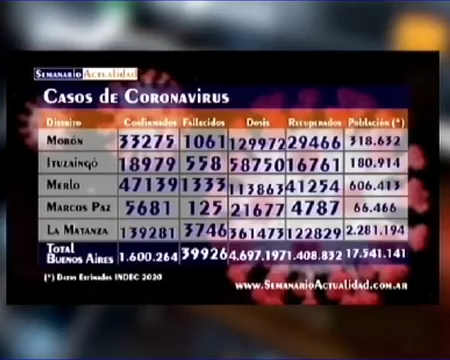 Semanario Actualidad
Casos de Coronavirus
Distrito Confirmados Fallecidos Dosis Recuperados Población (*)
Morón 33275 1061 129972 29466 318.632
Ituzaingó 18979 558 58750 16761 180.914
Merlo 47139 1333 113863 41254 606.413
Marcos Paz 5681 125 21677 4787 66.466
La Matanza 139281 3746 361473 122829 2.281.194
Total
Buenos Aires 1.600.264 39926 4.697.197 1.408.832 17.541.141
(*) Datos Estimados INDEC 2020
www.SemanarioActualidad.com.ar